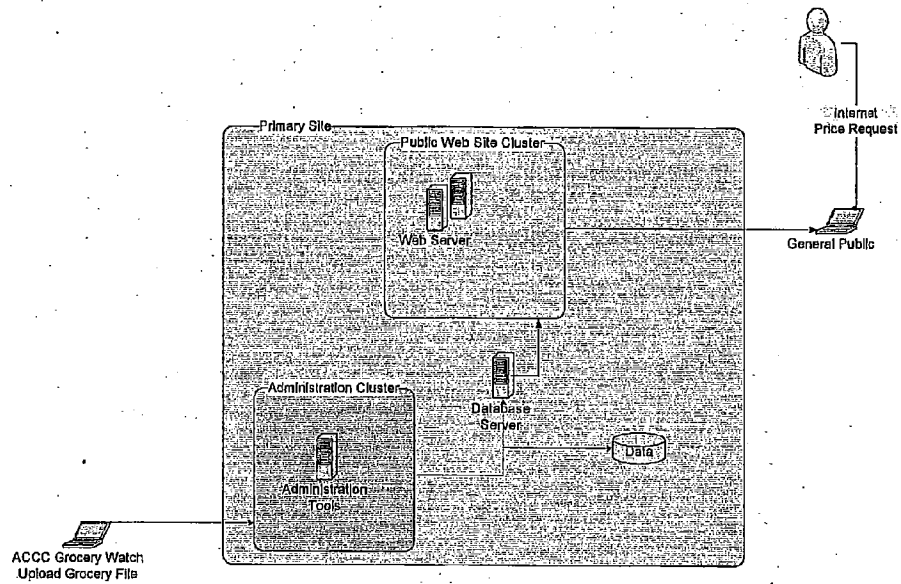 Internet
Price Request
Primary Site
Public Web Site Cluster
Web Server
General Public
Administration Cluster
Database
Server
Data
Administration
Tools
ACCC Grocery Watch
Upload Grocery File